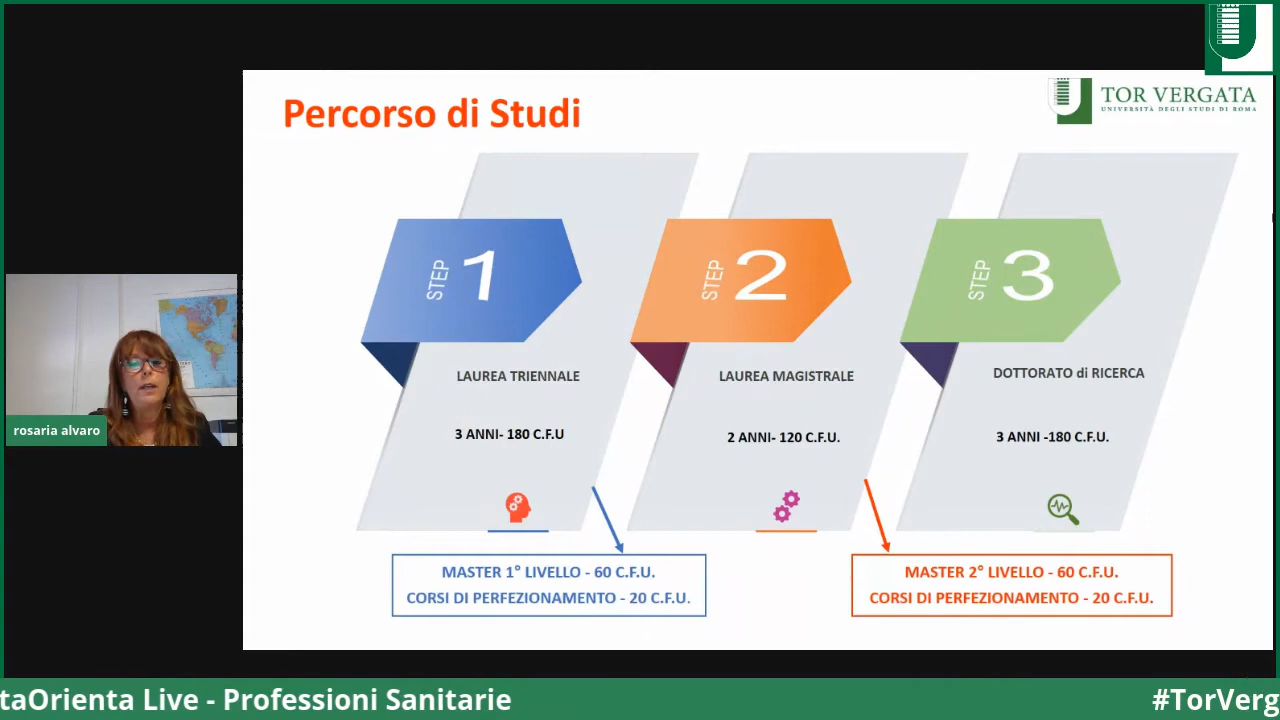 Percorso di Studi
TOR VERGATA
UNIVERSITÀ DEGLI STUDI DI ROMA
STEP 1
STEP 2
STEP 3
LAUREA TRIENNALE
LAUREA MAGISTRALE
DOTTORATO di RICERCA
3 ANNI- 180 C.F.U
2 ANNI- 120 C.F.U.
3 ANNI -180 C.F.U.
rosaria alvaro
MASTER 1° LIVELLO - 60 C.F.U.
CORSI DI PERFEZIONAMENTO - 20 C.F.U.
MASTER 2° LIVELLO - 60 C.F.U.
CORSI DI PERFEZIONAMENTO - 20 C.F.U.
taOrienta Live - Professioni Sanitarie
#TorVerg